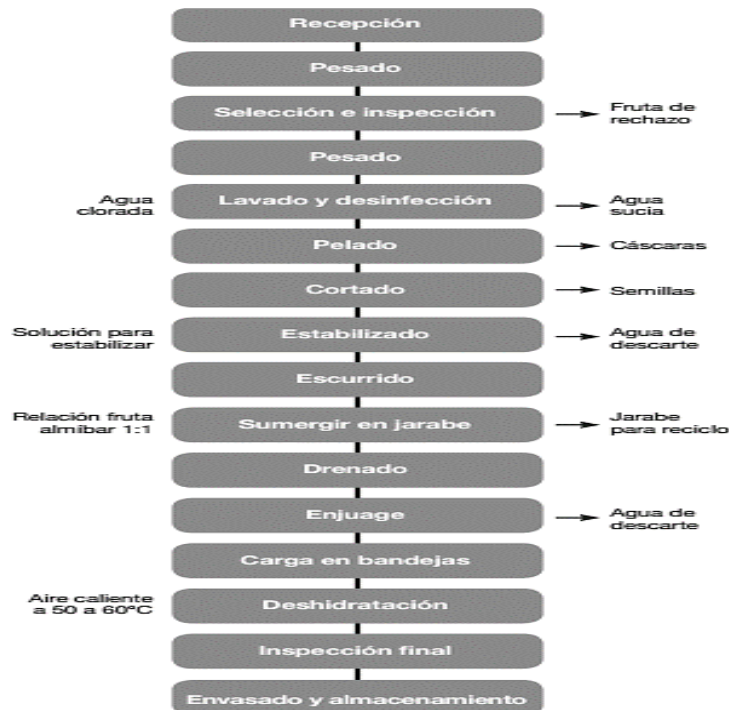 Recepción
Pesado
Selección e inspección
Fruta de
rechazo
Pesado
Agua
clorada
Lavado y desinfección
Agua
sucia
Pelado
Cáscaras
Cortado
Semillas
Solución para
estabilizar
Estabilizado
Agua de
descarte
Escurrido
Relación fruta
almibar 1:1
Sumergir en jarabe
Jarabe
para reciclo
Drenado
Enjuage
Agua de
descarte
Carga en bandejas
Aire caliente
a 50 a 60ºC
Deshidratación
Inspección final
Envasado y almacenamiento